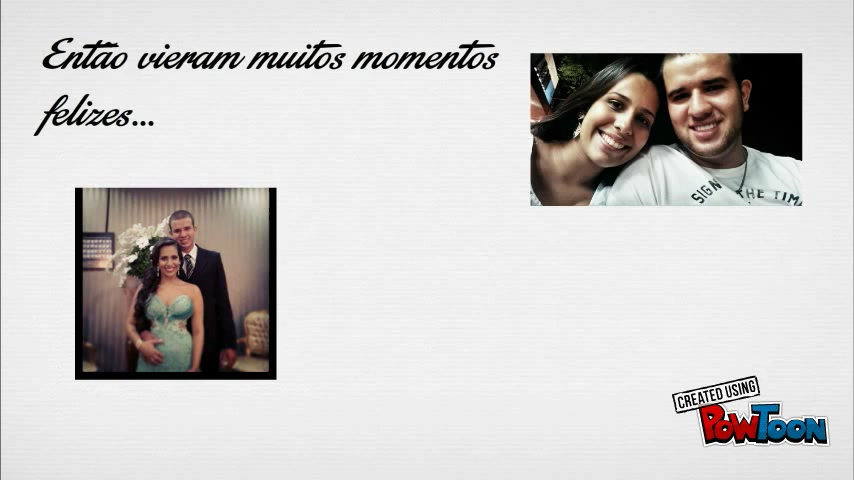 Então vieram muitos momentos
felizes...
SIGN THE TIM
CREATED USING
POWTOON